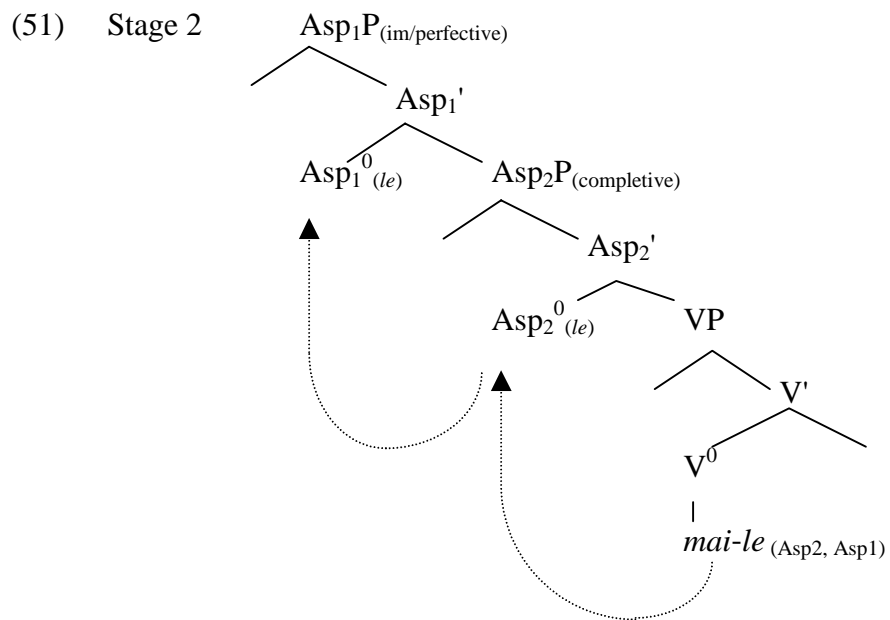 (51) Stage 2 Asp₁P(im/perfective)
Asp₁'
Asp₁⁰(le) Asp₂P(completive)
Asp₂'
Asp₂⁰(le) VP
V'
V⁰
mai-le (Asp2, Asp1)